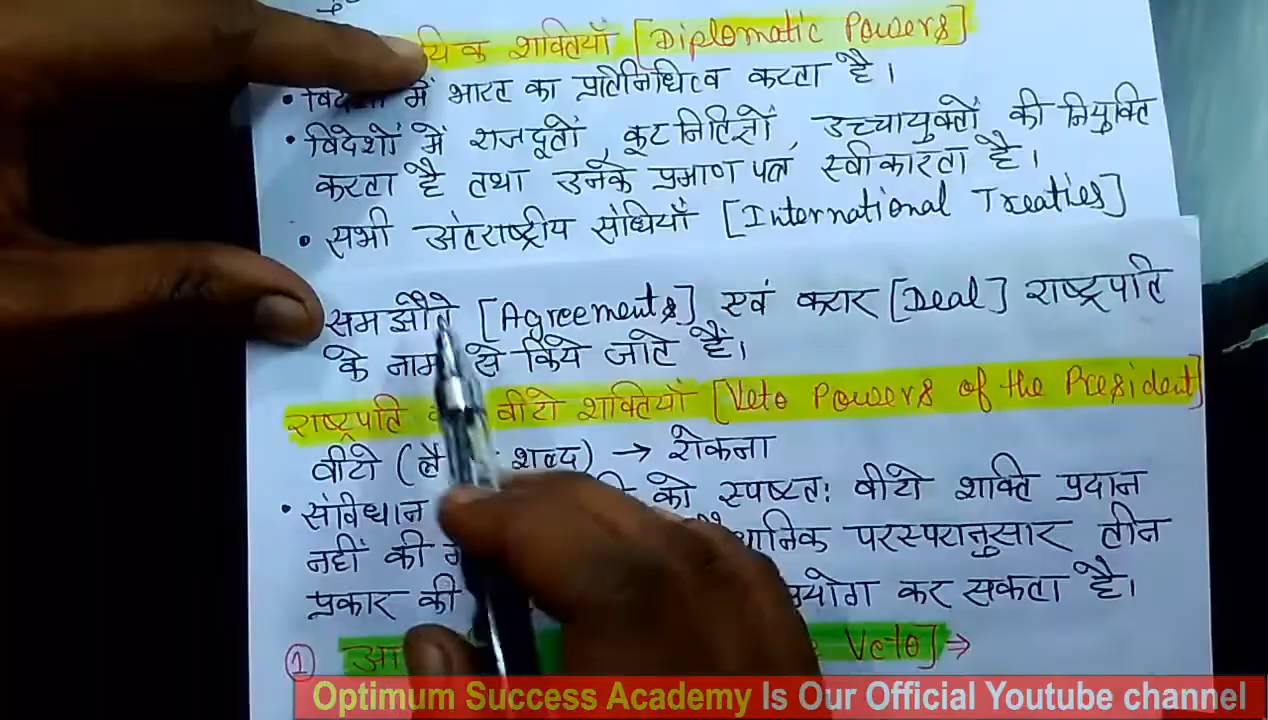 शक्तियाँ [Diplomatic Powers]
में भारत का प्रतिनिधित्व करता है।
• विदेशों में राजदूतों, कूटनितिज्ञों, उच्चायुक्तों की नियुक्ति
करता है तथा उनके प्रमाण पत्र स्वीकारता है।
• सभी अंतराष्ट्रीय संधियाँ [International Treaties]
समझौते [Agreements] एवं करार [Deal] राष्ट्रपति
के नाम से किये जाते हैं।
राष्ट्रपति वीटो शक्तियाँ [Veto Powers of the President]
वीटो ( शब्द) → रोकना
• संविधान को स्पष्टतः वीटो शक्ति प्रदान
नहीं की परम्परानुसार तीन
प्रकार की कर सकता है।
① Veto] →
Optimum Success Academy Is Our Official Youtube channel